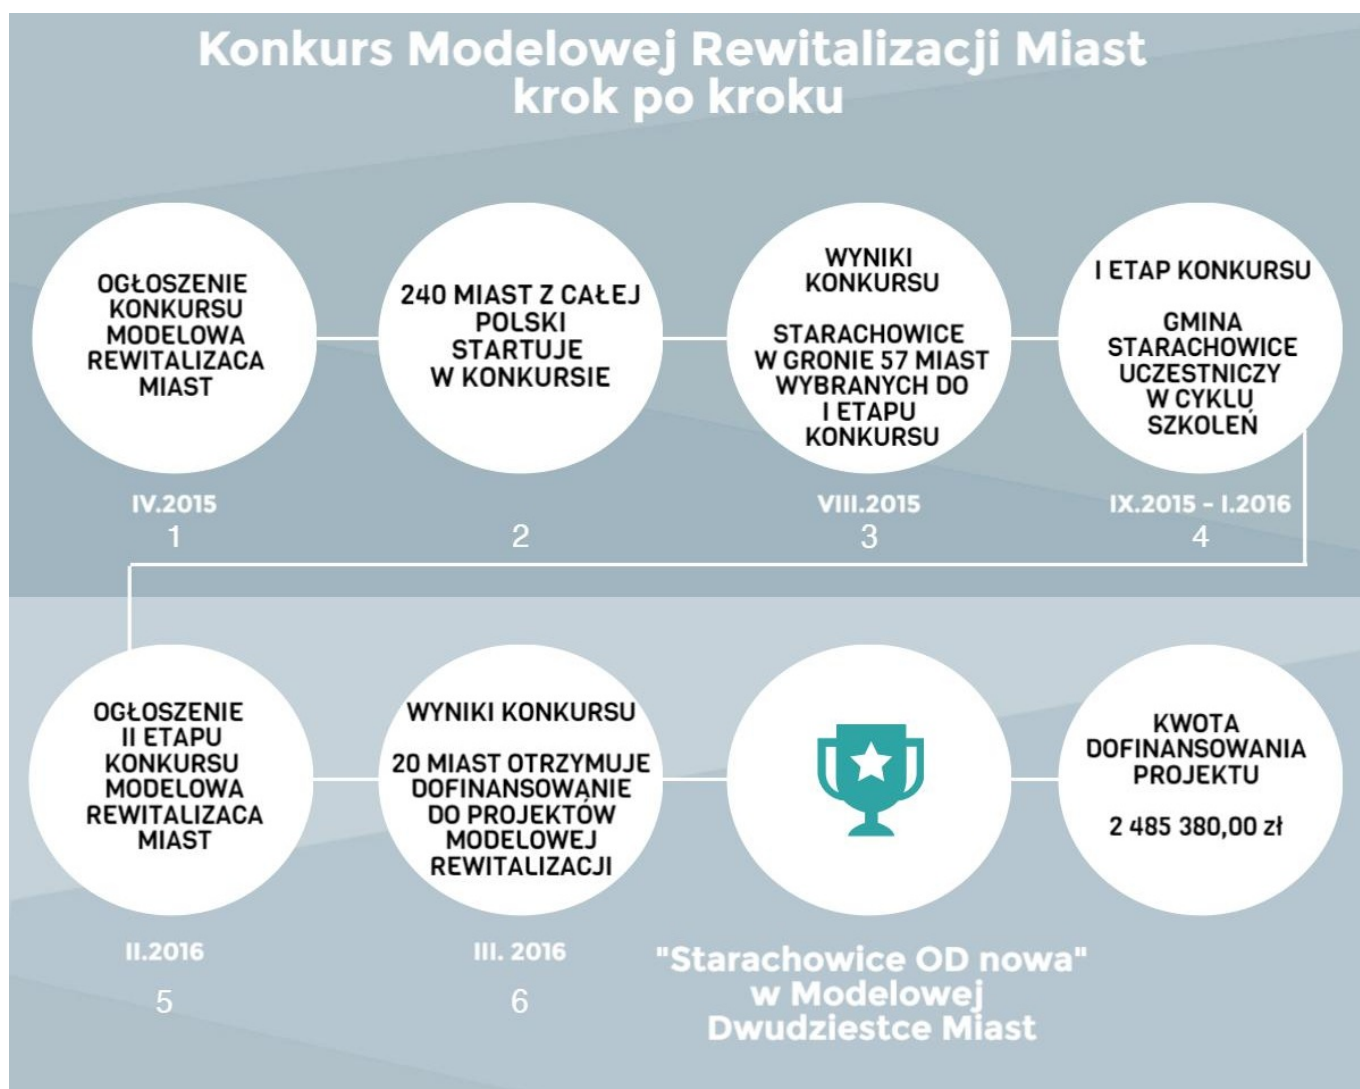 Konkurs Modelowej Rewitalizacji Miast
krok po kroku
OGŁOSZENIE
KONKURSU
MODELOWA
REWITALIZACA
MIAST
IV.2015
1
240 MIAST Z CAŁEJ
POLSKI
STARTUJE
W KONKURSIE
2
WYNIKI
KONKURSU
STARACHOWICE
W GRONIE 57 MIAST
WYBRANYCH DO
I ETAPU
KONKURSU
VIII.2015
3
I ETAP KONKURSU
GMINA
STARACHOWICE
UCZESTNICZY
W CYKLU
SZKOLEŃ
IX.2015 - I.2016
4
OGŁOSZENIE
II ETAPU
KONKURSU
MODELOWA
REWITALIZACA
MIAST
II.2016
5
WYNIKI KONKURSU
20 MIAST OTRZYMUJE
DOFINANSOWANIE
DO PROJEKTÓW
MODELOWEJ
REWITALIZACJI
III. 2016
6
"Starachowice OD nowa"
w Modelowej
Dwudziestce Miast
KWOTA
DOFINANSOWANIA
PROJEKTU
2 485 380,00 zł